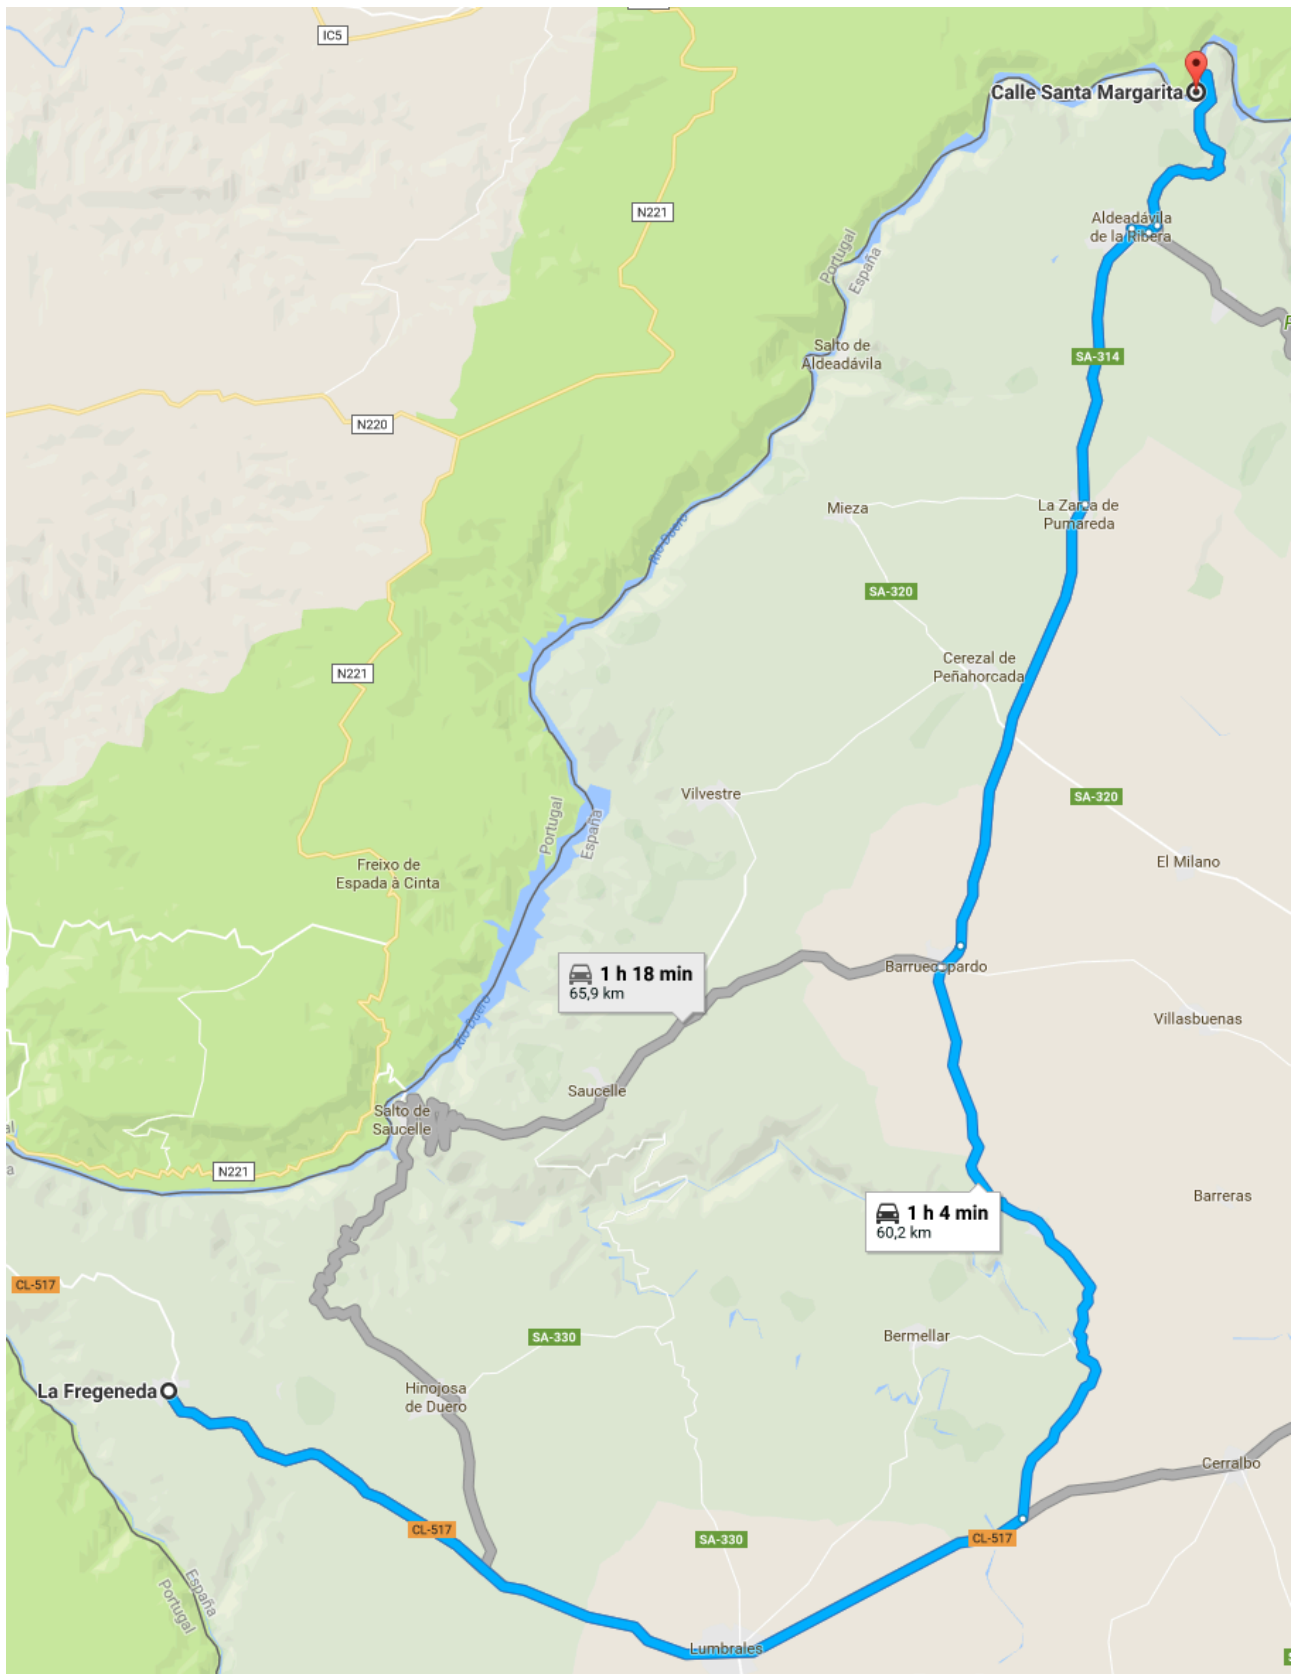 IC5
Calle Santa Margarita
N221
Aldeadávila
de la Ribera
Portugal
España
Salto de
Aldeadávila
SA-314
N220
Mieza
La Zarza de
Pumareda
Río Duero
SA-320
Cerezal de
Peñahorcada
N221
Vilvestre
SA-320
Portugal
España
El Milano
Freixo de
Espada à Cinta
1 h 18 min
65,9 km
Barruecopardo
Río Duero
Villasbuenas
Saucelle
Salto de
Saucelle
N221
Barreras
1 h 4 min
60,2 km
CL-517
SA-330
Bermellar
La Fregeneda
Hinojosa
de Duero
Cerralbo
CL-517
SA-330
CL-517
España
Portugal
Lumbrales